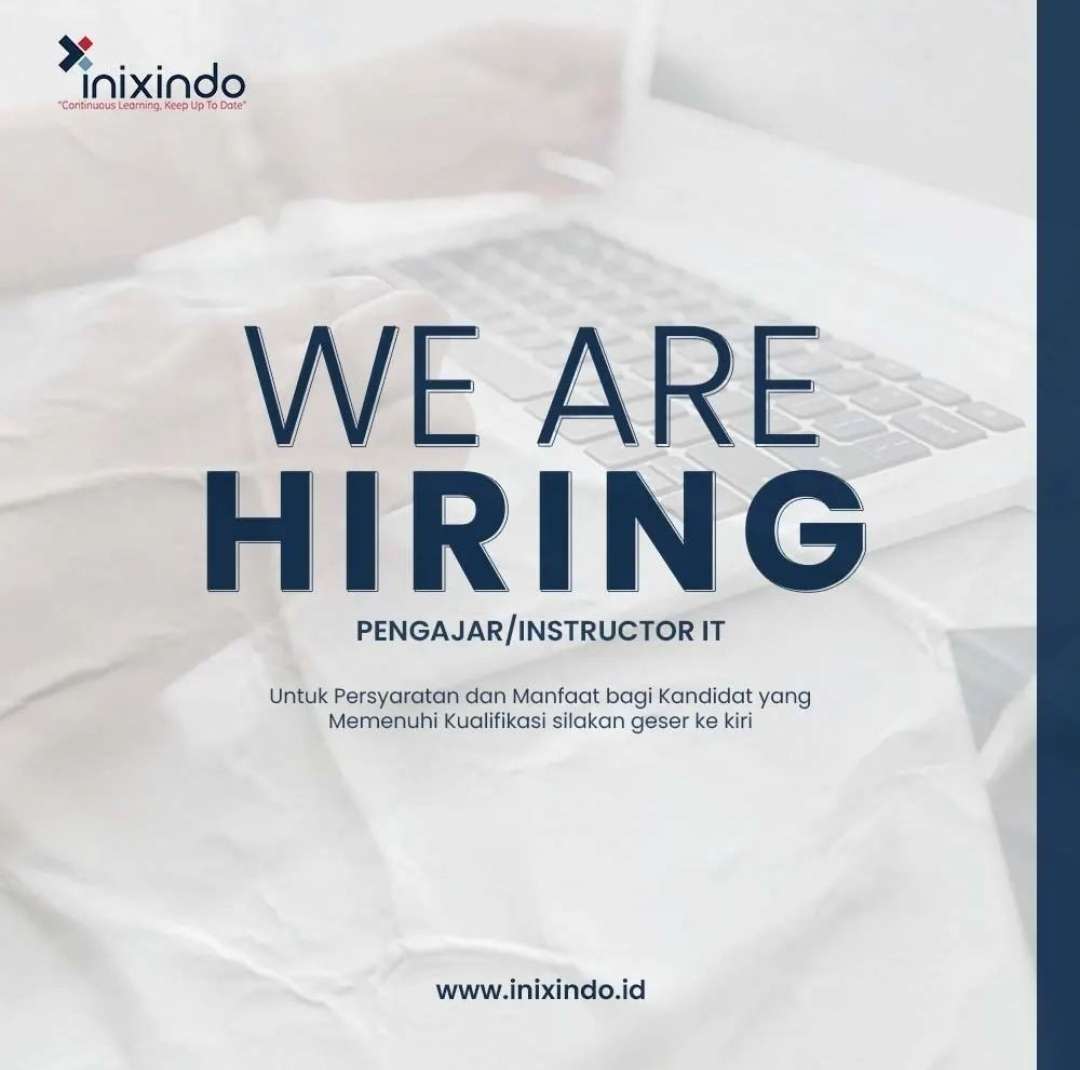 inixindo
"Continuous Learning, Keep Up To Date"
WE ARE
HIRING
PENGAJAR/INSTRUCTOR IT
Untuk Persyaratan dan Manfaat bagi Kandidat yang
Memenuhi Kualifikasi silakan geser ke kiri
www.inixindo.id